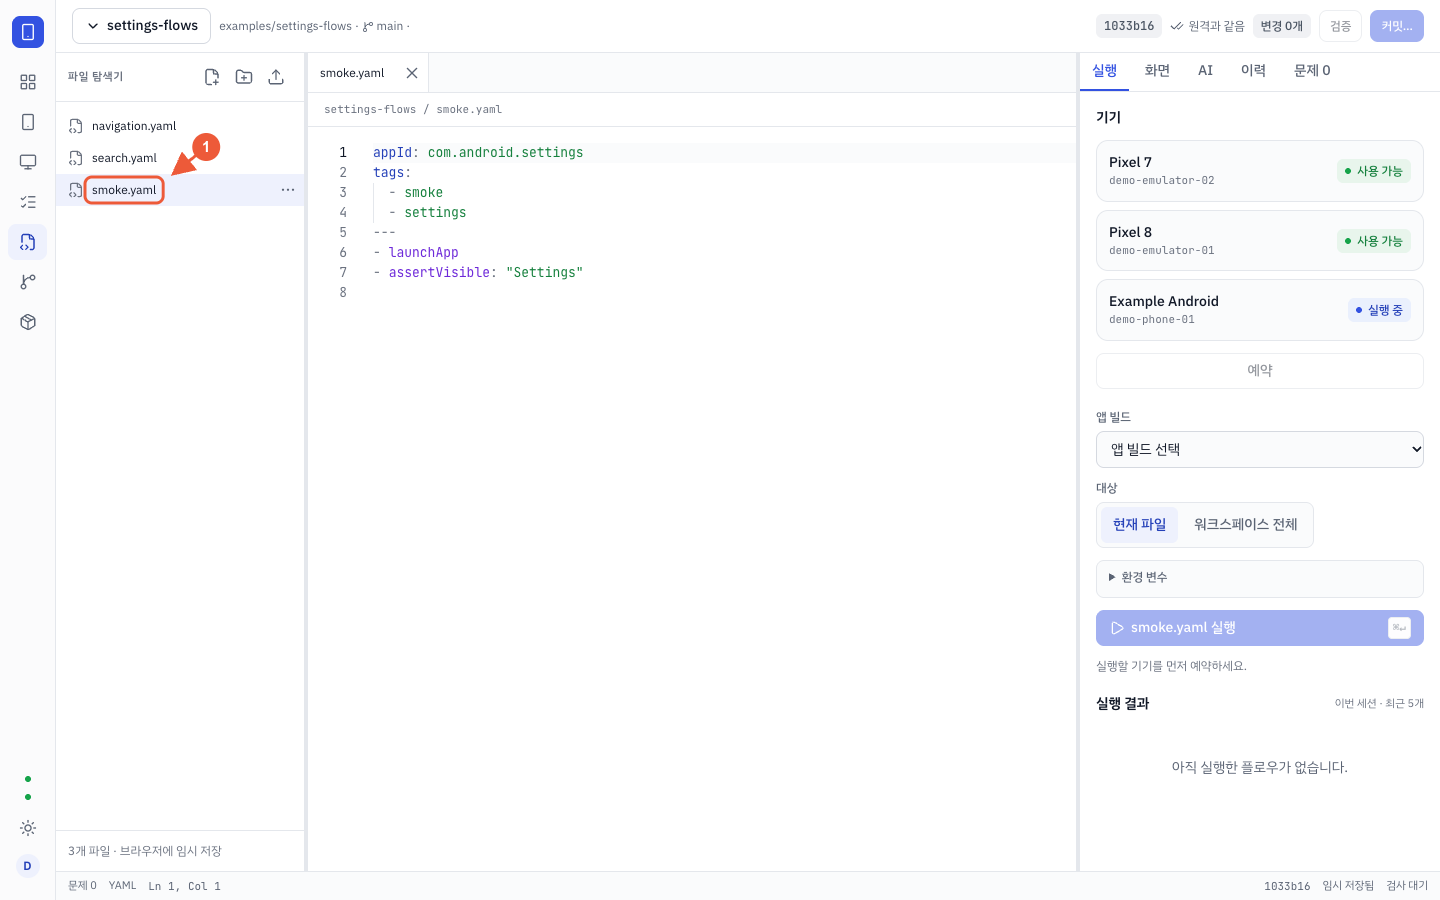 settings-flows
examples/settings-flows · main ·
1033b16
원격과 같음
변경 0개
검증
커밋...
파일 탐색기
navigation.yaml
search.yaml
smoke.yaml
1
3개 파일 · 브라우저에 임시 저장
D
smoke.yaml
settings-flows / smoke.yaml
1 appId: com.android.settings
2 tags:
3 - smoke
4 - settings
5 ---
6 - launchApp
7 - assertVisible: "Settings"
8
실행
화면
AI
이력
문제 0
기기
Pixel 7
demo-emulator-02
사용 가능
Pixel 8
demo-emulator-01
사용 가능
Example Android
demo-phone-01
실행 중
예약
앱 빌드
앱 빌드 선택
대상
현재 파일
워크스페이스 전체
환경 변수
smoke.yaml 실행
⌘↵
실행할 기기를 먼저 예약하세요.
실행 결과
이번 세션 · 최근 5개
아직 실행한 플로우가 없습니다.
문제 0
YAML
Ln 1, Col 1
1033b16
임시 저장됨
검사 대기